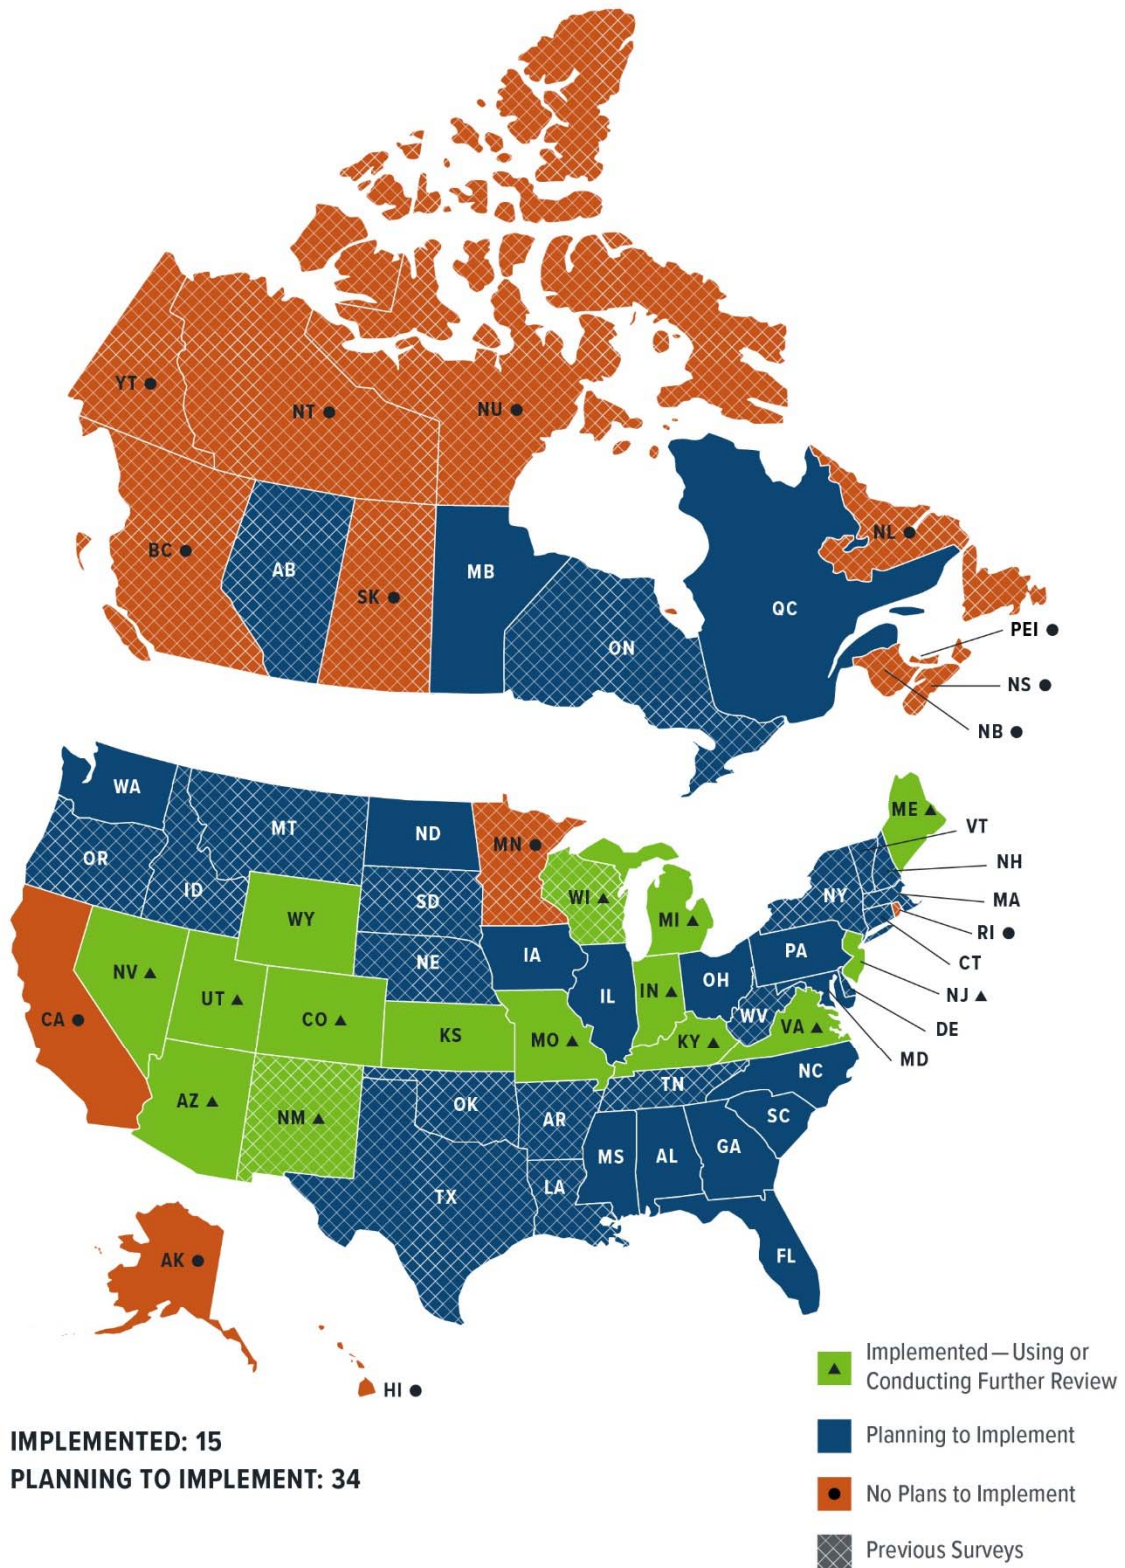 YT ●
NT ●
NU ●
BC ●
AB
SK ●
MB
ON
QC
NL ●
PEI ●
NS ●
NB ●
WA
OR
ID
MT
ND
MN ●
SD
WY
NE
IA
WI ▲
MI ▲
IL
IN ▲
OH
PA
NY
ME ▲
VT
NH
MA
RI ●
CT
NJ ▲
DE
MD
CA ●
NV ▲
UT ▲
CO ▲
KS
MO ▲
KY ▲
WV
VA ▲
AZ ▲
NM ▲
OK
AR
TN
NC
SC
TX
LA
MS
AL
GA
FL
AK ●
HI ●
IMPLEMENTED: 15
PLANNING TO IMPLEMENT: 34
▲ Implemented—Using or
Conducting Further Review
Planning to Implement
● No Plans to Implement
Previous Surveys